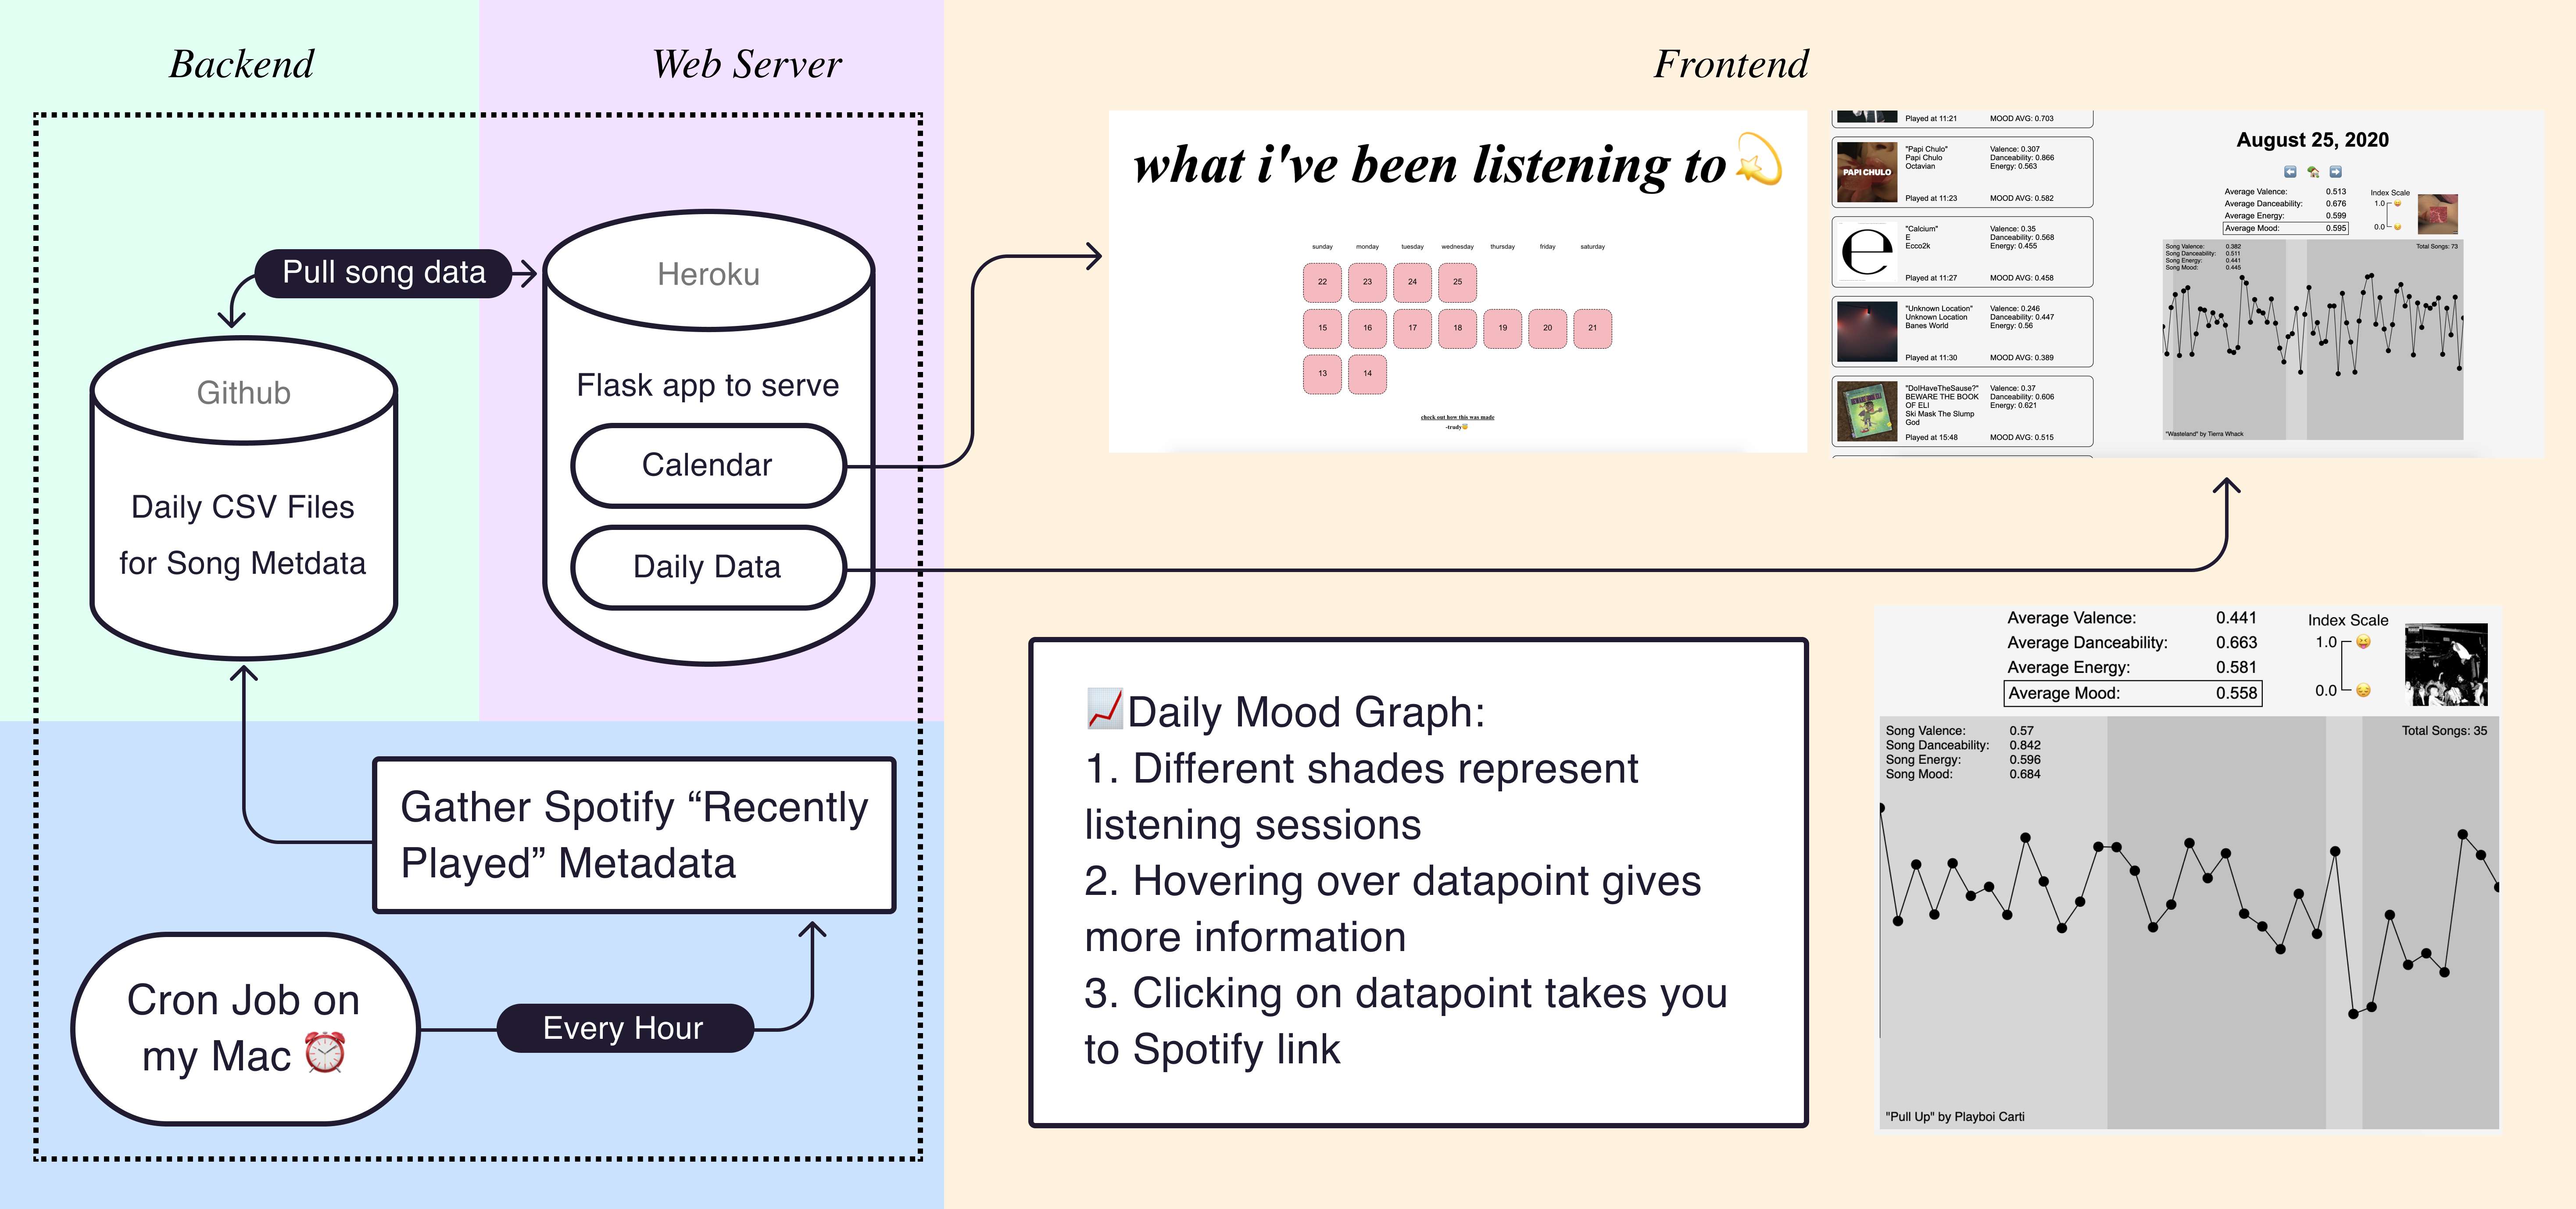 Backend
Web Server
Frontend
Pull song data
Github
Daily CSV Files
for Song Metdata
Heroku
Flask app to serve
Calendar
Daily Data
Gather Spotify “Recently
Played” Metadata
Cron Job on
my Mac ⏰
Every Hour
what i've been listening to💫
sunday monday tuesday wednesday thursday friday saturday
22 23 24 25
15 16 17 18 19 20 21
13 14
check out how this was made
-trudy😇
Played at 11:21 MOOD AVG: 0.703
PAPI CHULO
"Papi Chulo" Valence: 0.307
Papi Chulo Danceability: 0.866
Octavian Energy: 0.563
Played at 11:23 MOOD AVG: 0.582
e
"Calcium" Valence: 0.35
E Danceability: 0.568
Ecco2k Energy: 0.455
Played at 11:27 MOOD AVG: 0.458
"Unknown Location" Valence: 0.246
Unknown Location Danceability: 0.447
Banes World Energy: 0.56
Played at 11:30 MOOD AVG: 0.389
"DoIHaveTheSause?" Valence: 0.37
BEWARE THE BOOK Danceability: 0.606
OF ELI Energy: 0.621
Ski Mask The Slump
God
Played at 15:48 MOOD AVG: 0.515
August 25, 2020
Average Valence: 0.513
Average Danceability: 0.676
Average Energy: 0.599
Average Mood: 0.595
Index Scale
1.0
0.0
Song Valence: 0.382
Song Danceability: 0.511
Song Energy: 0.441
Song Mood: 0.445
Total Songs: 73
"Wasteland" by Tierra Whack
📈Daily Mood Graph:
1. Different shades represent
listening sessions
2. Hovering over datapoint gives
more information
3. Clicking on datapoint takes you
to Spotify link
Average Valence: 0.441
Average Danceability: 0.663
Average Energy: 0.581
Average Mood: 0.558
Index Scale
1.0
0.0
Song Valence: 0.57
Song Danceability: 0.842
Song Energy: 0.596
Song Mood: 0.684
Total Songs: 35
"Pull Up" by Playboi Carti